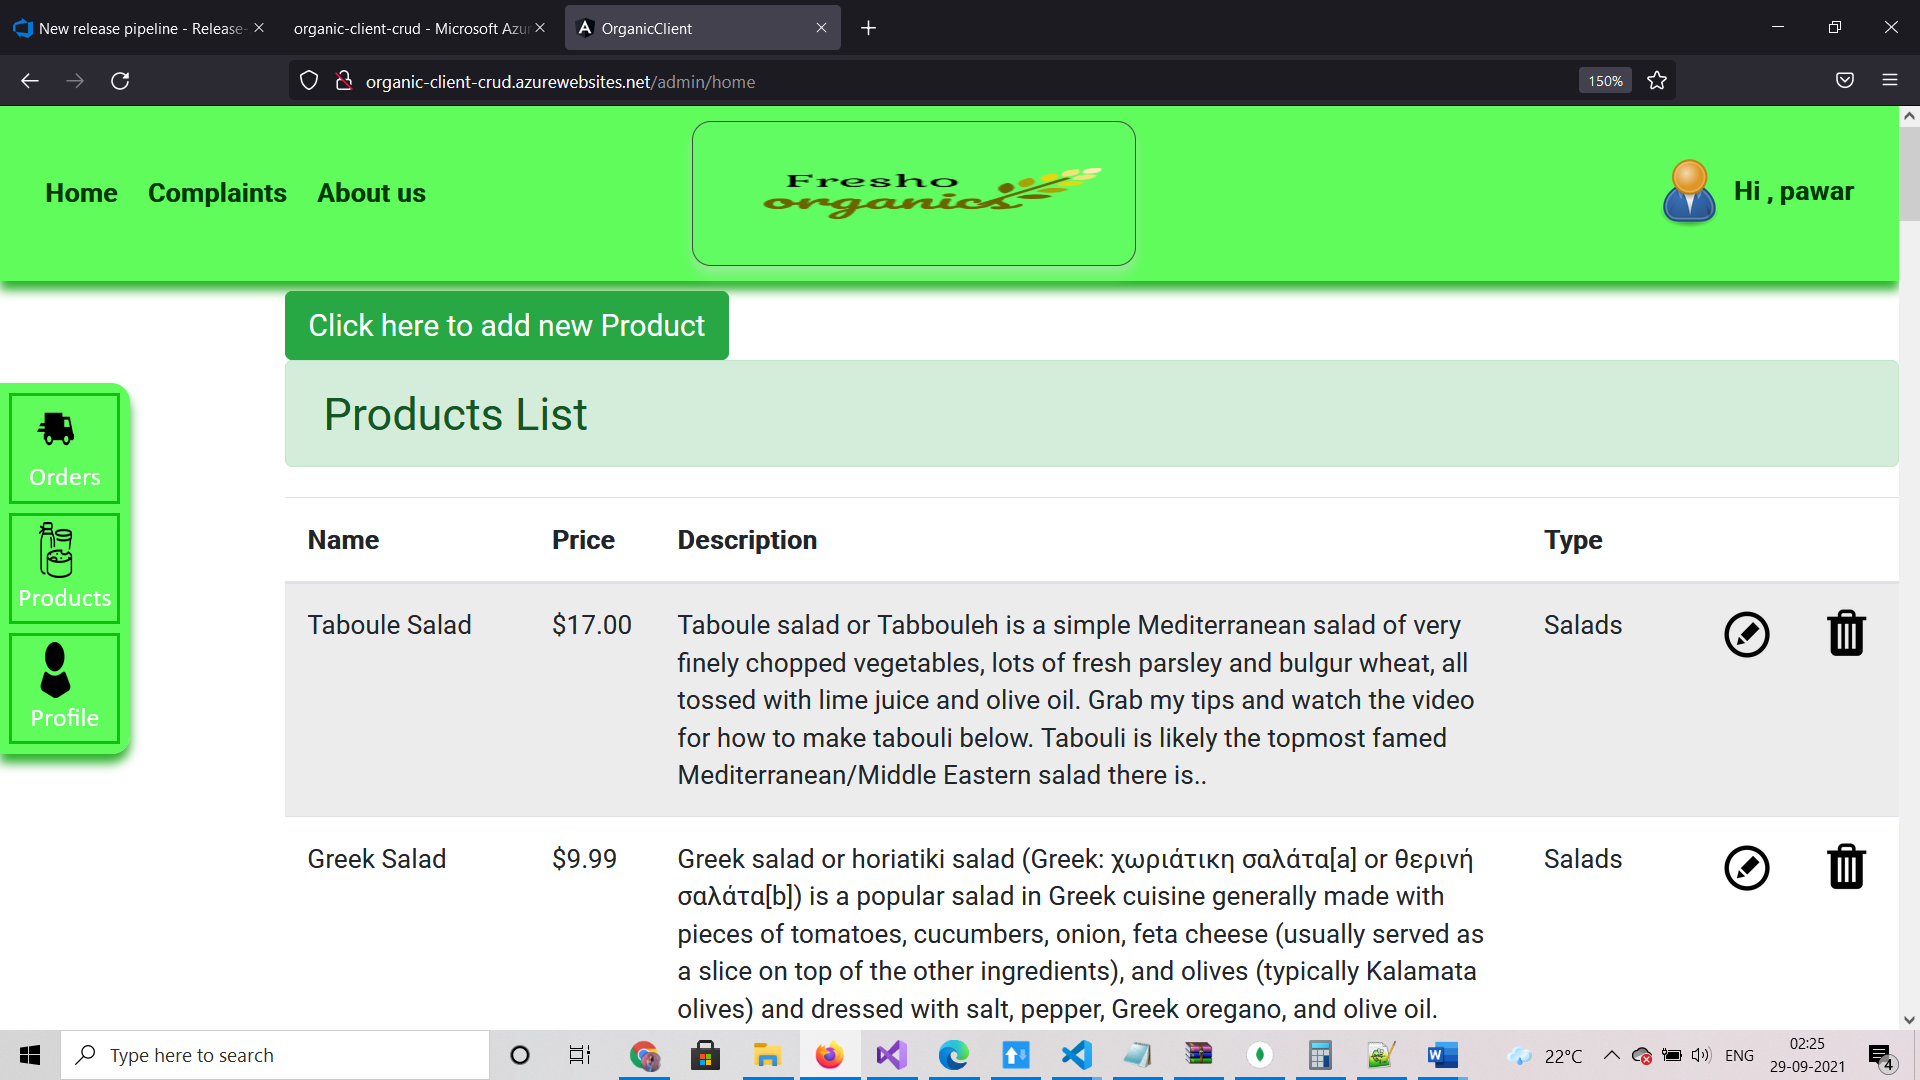 New release pipeline - Release-
organic-client-crud - Microsoft Azur
OrganicClient
organic-client-crud.azurewebsites.net/admin/home
150%
Home
Complaints
About us
Fresho
organics
Hi , pawar
Click here to add new Product
Products List
Orders
Products
Profile
Name
Price
Description
Type
Taboule Salad
$17.00
Taboule salad or Tabbouleh is a simple Mediterranean salad of very
finely chopped vegetables, lots of fresh parsley and bulgur wheat, all
tossed with lime juice and olive oil. Grab my tips and watch the video
for how to make tabouli below. Tabouli is likely the topmost famed
Mediterranean/Middle Eastern salad there is..
Salads
Greek Salad
$9.99
Greek salad or horiatiki salad (Greek: χωριάτικη σαλάτα[a] or θερινή
σαλάτα[b]) is a popular salad in Greek cuisine generally made with
pieces of tomatoes, cucumbers, onion, feta cheese (usually served as
a slice on top of the other ingredients), and olives (typically Kalamata
olives) and dressed with salt, pepper, Greek oregano, and olive oil.
Salads
Type here to search
22°C
ENG
02:25
29-09-2021
4